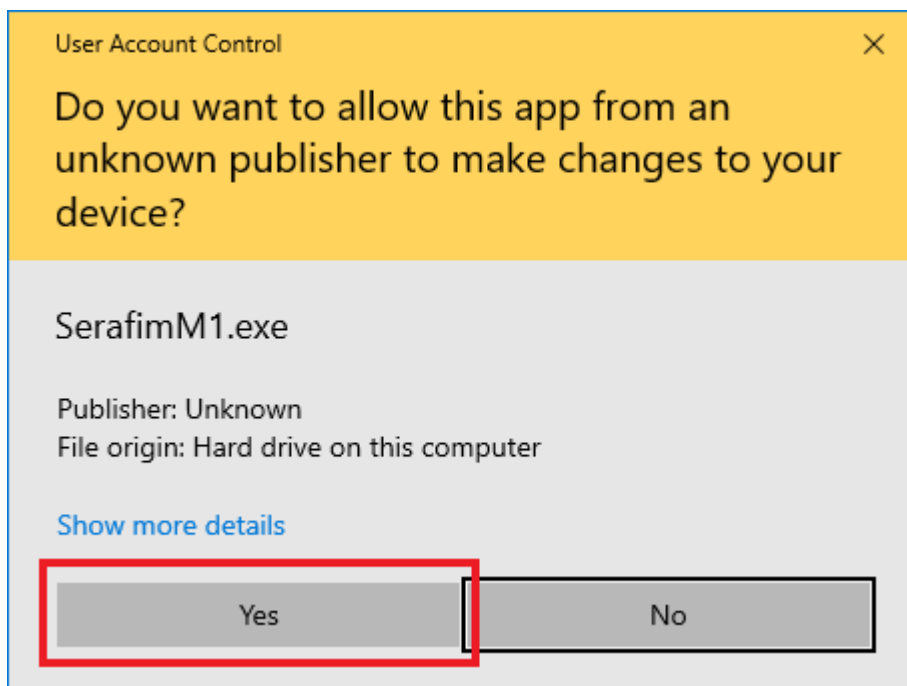 User Account Control
Do you want to allow this app from an
unknown publisher to make changes to your
device?
SerafimM1.exe
Publisher: Unknown
File origin: Hard drive on this computer
Show more details
Yes No